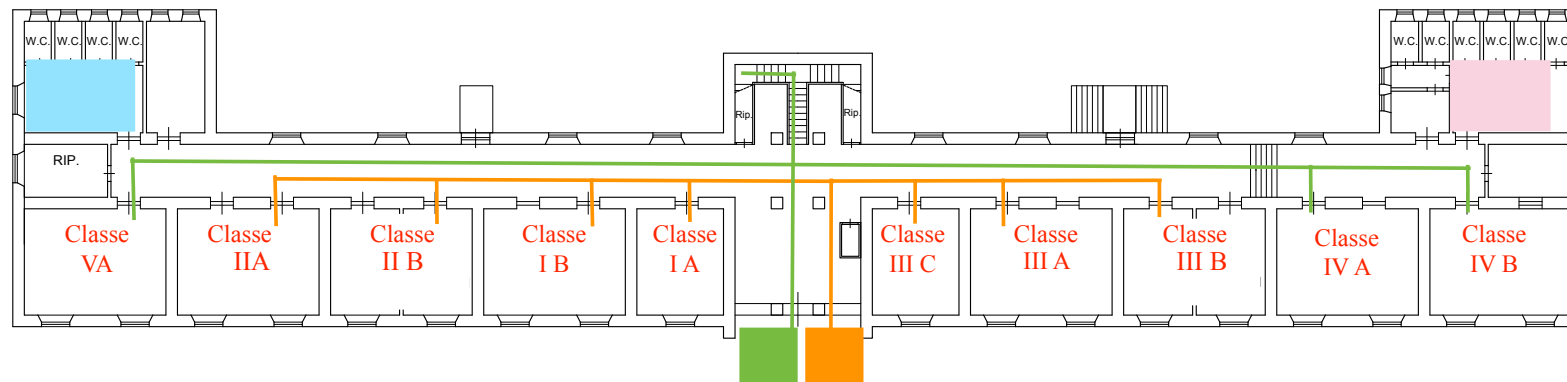 W.C. W.C. W.C. W.C.
W.C. W.C. W.C. W.C. W.C. W.C.
Rip.
Rip.
RIP.
Classe
VA
Classe
IIA
Classe
II B
Classe
I B
Classe
I A
Classe
III C
Classe
III A
Classe
III B
Classe
IV A
Classe
IV B